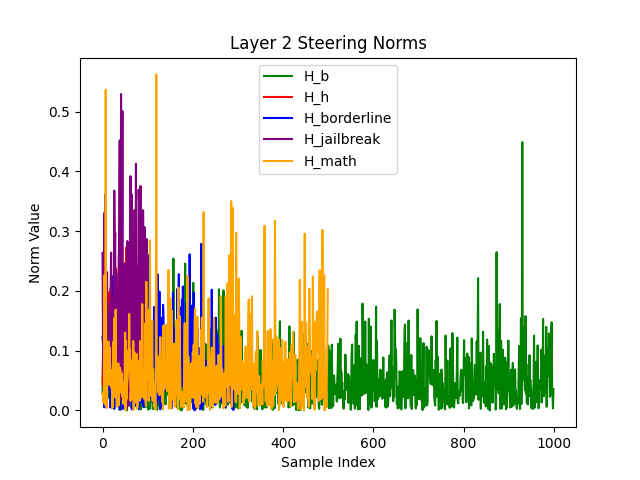 Layer 2 Steering Norms
H_b
H_h
H_borderline
H_jailbreak
H_math
Norm Value
0.5
0.4
0.3
0.2
0.1
0.0
0 200 400 600 800 1000
Sample Index